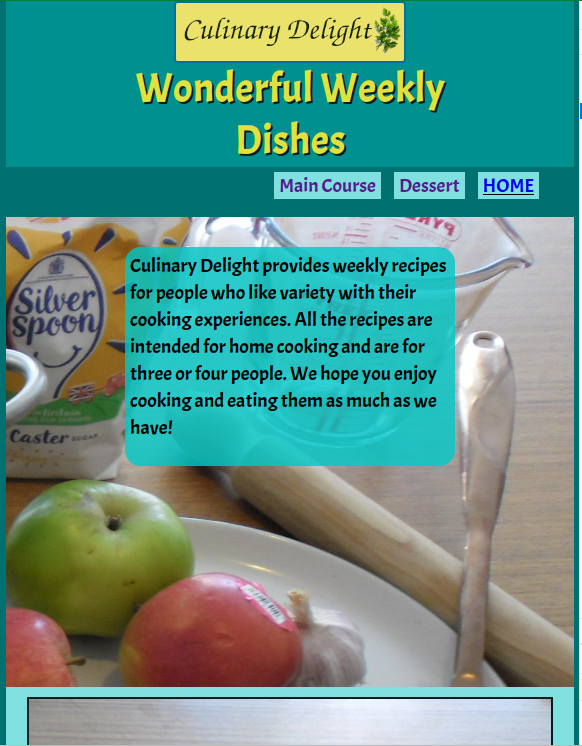 Culinary Delight
Wonderful Weekly
Dishes
Main Course
Dessert
HOME
Culinary Delight provides weekly recipes
for people who like variety with their
cooking experiences. All the recipes are
intended for home cooking and are for
three or four people. We hope you enjoy
cooking and eating them as much as we
have!
Silver
Spoon
Caster SUGAR